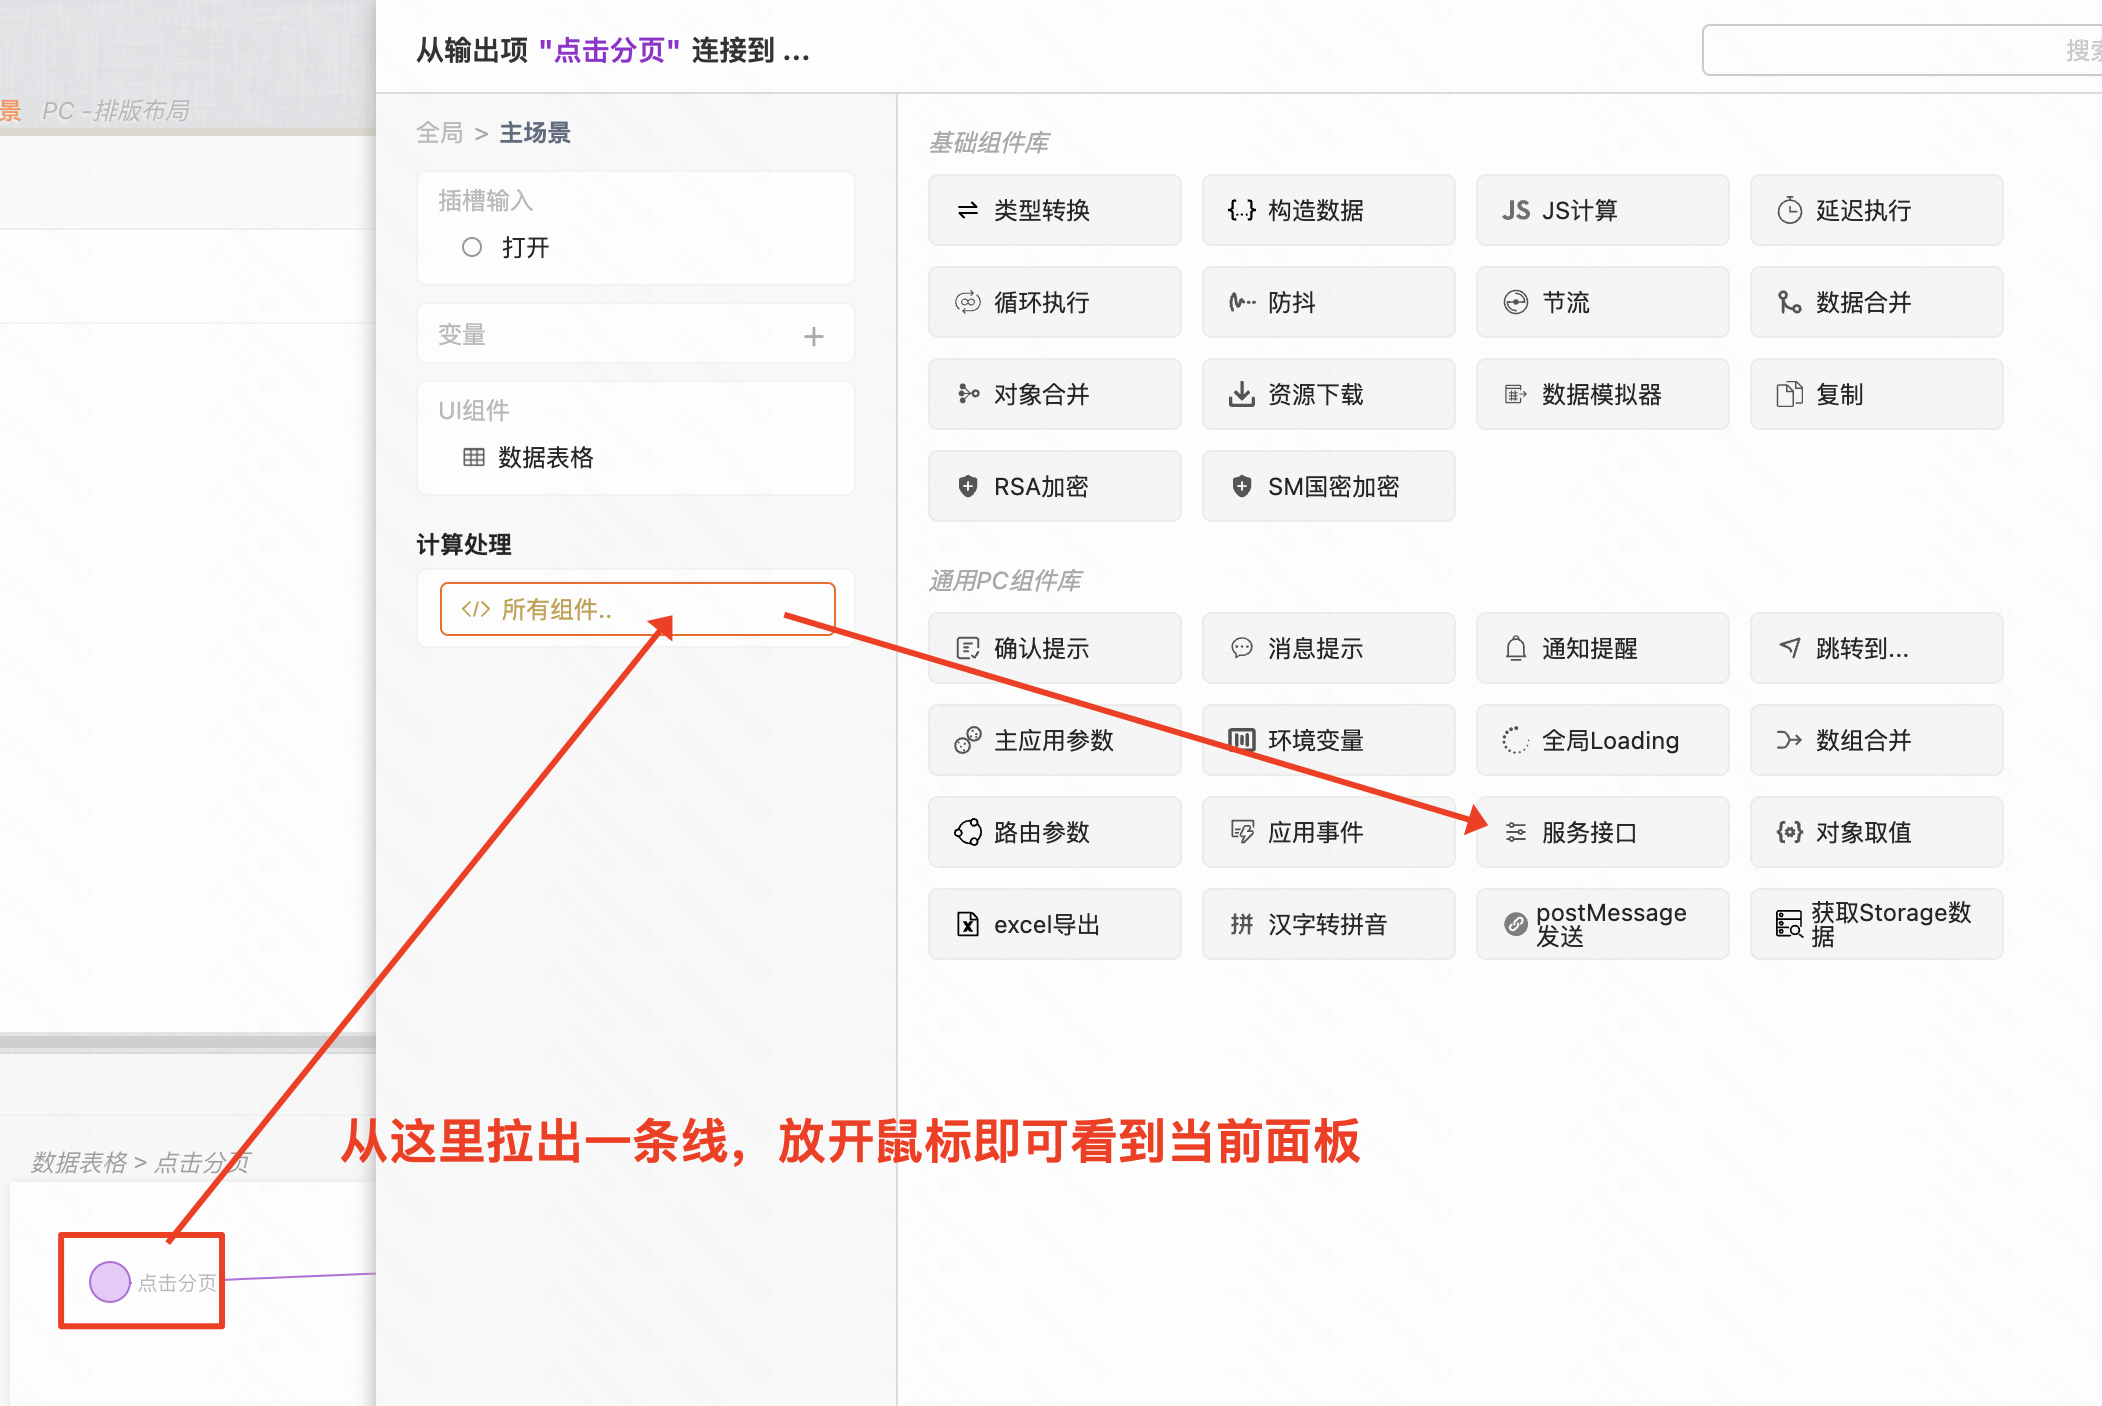 从输出项 "点击分页" 连接到 ...
搜索
景 PC -排版布局
全局 > 主场景
插槽输入
打开
变量
UI组件
数据表格
计算处理
</> 所有组件..
基础组件库
类型转换
{...} 构造数据
JS JS计算
延迟执行
循环执行
防抖
节流
数据合并
对象合并
资源下载
数据模拟器
复制
RSA加密
SM国密加密
通用PC组件库
确认提示
消息提示
通知提醒
跳转到...
主应用参数
环境变量
全局Loading
数组合并
路由参数
应用事件
服务接口
对象取值
excel导出
拼 汉字转拼音
postMessage
发送
获取Storage数
据
从这里拉出一条线，放开鼠标即可看到当前面板
数据表格 > 点击分页
点击分页